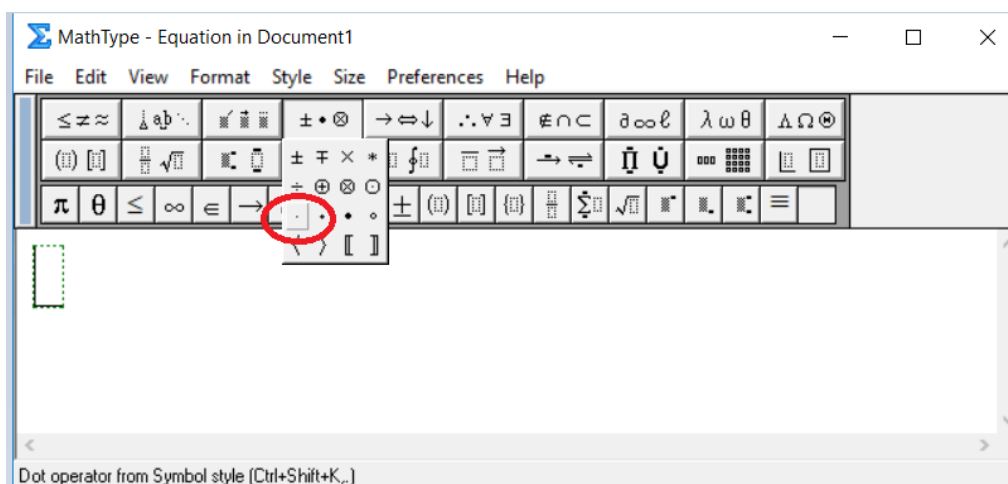 MathType - Equation in Document1
File Edit View Format Style Size Preferences Help
≤ ≠ ≈ ± • ⊗ → ⇔ ↓ ∴ ∀ ∃ ∉ ∩ ⊂ ∂ ∞ ℓ λ ω θ Λ Ω ⊛
± ∓ × *
÷ ⊕ ⊗ ⊙
π θ ≤ ∞ ∈ → ±
· • ∘
〈 〉 ⟦ ⟧
Dot operator from Symbol style (Ctrl+Shift+K,.)